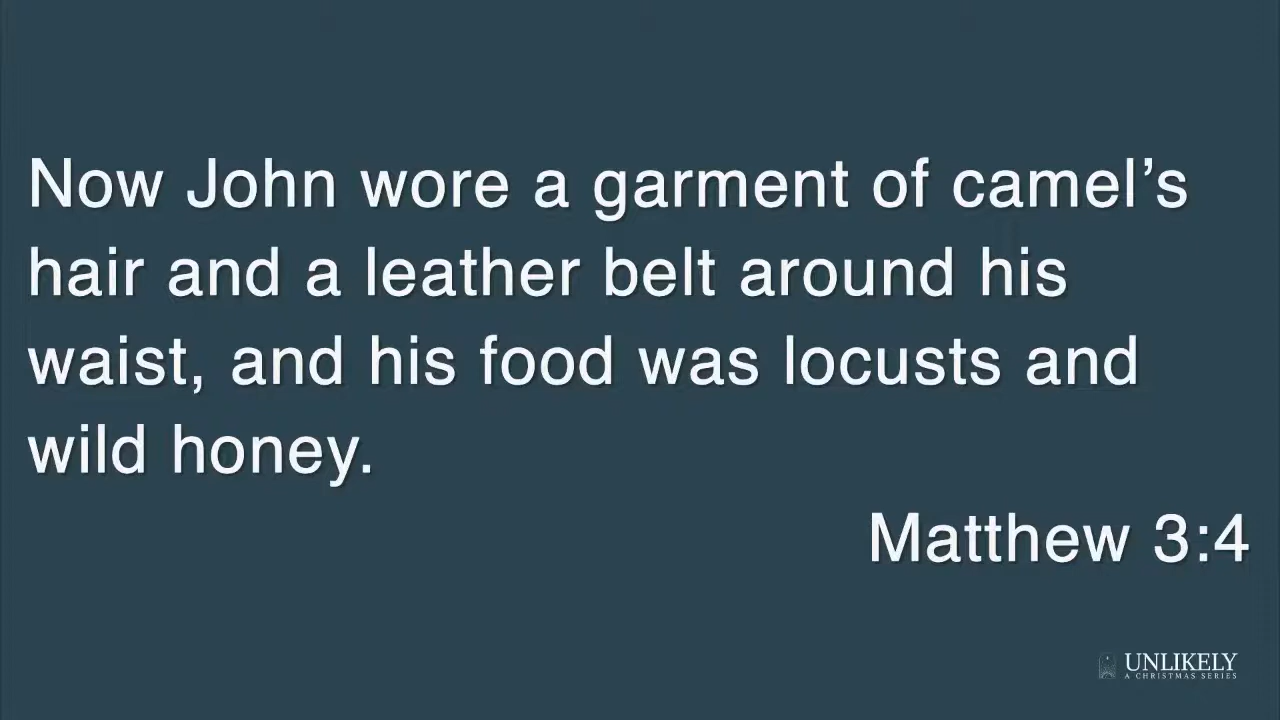 Now John wore a garment of camel’s
hair and a leather belt around his
waist, and his food was locusts and
wild honey.
Matthew 3:4
UNLIKELY
A CHRISTMAS SERIES